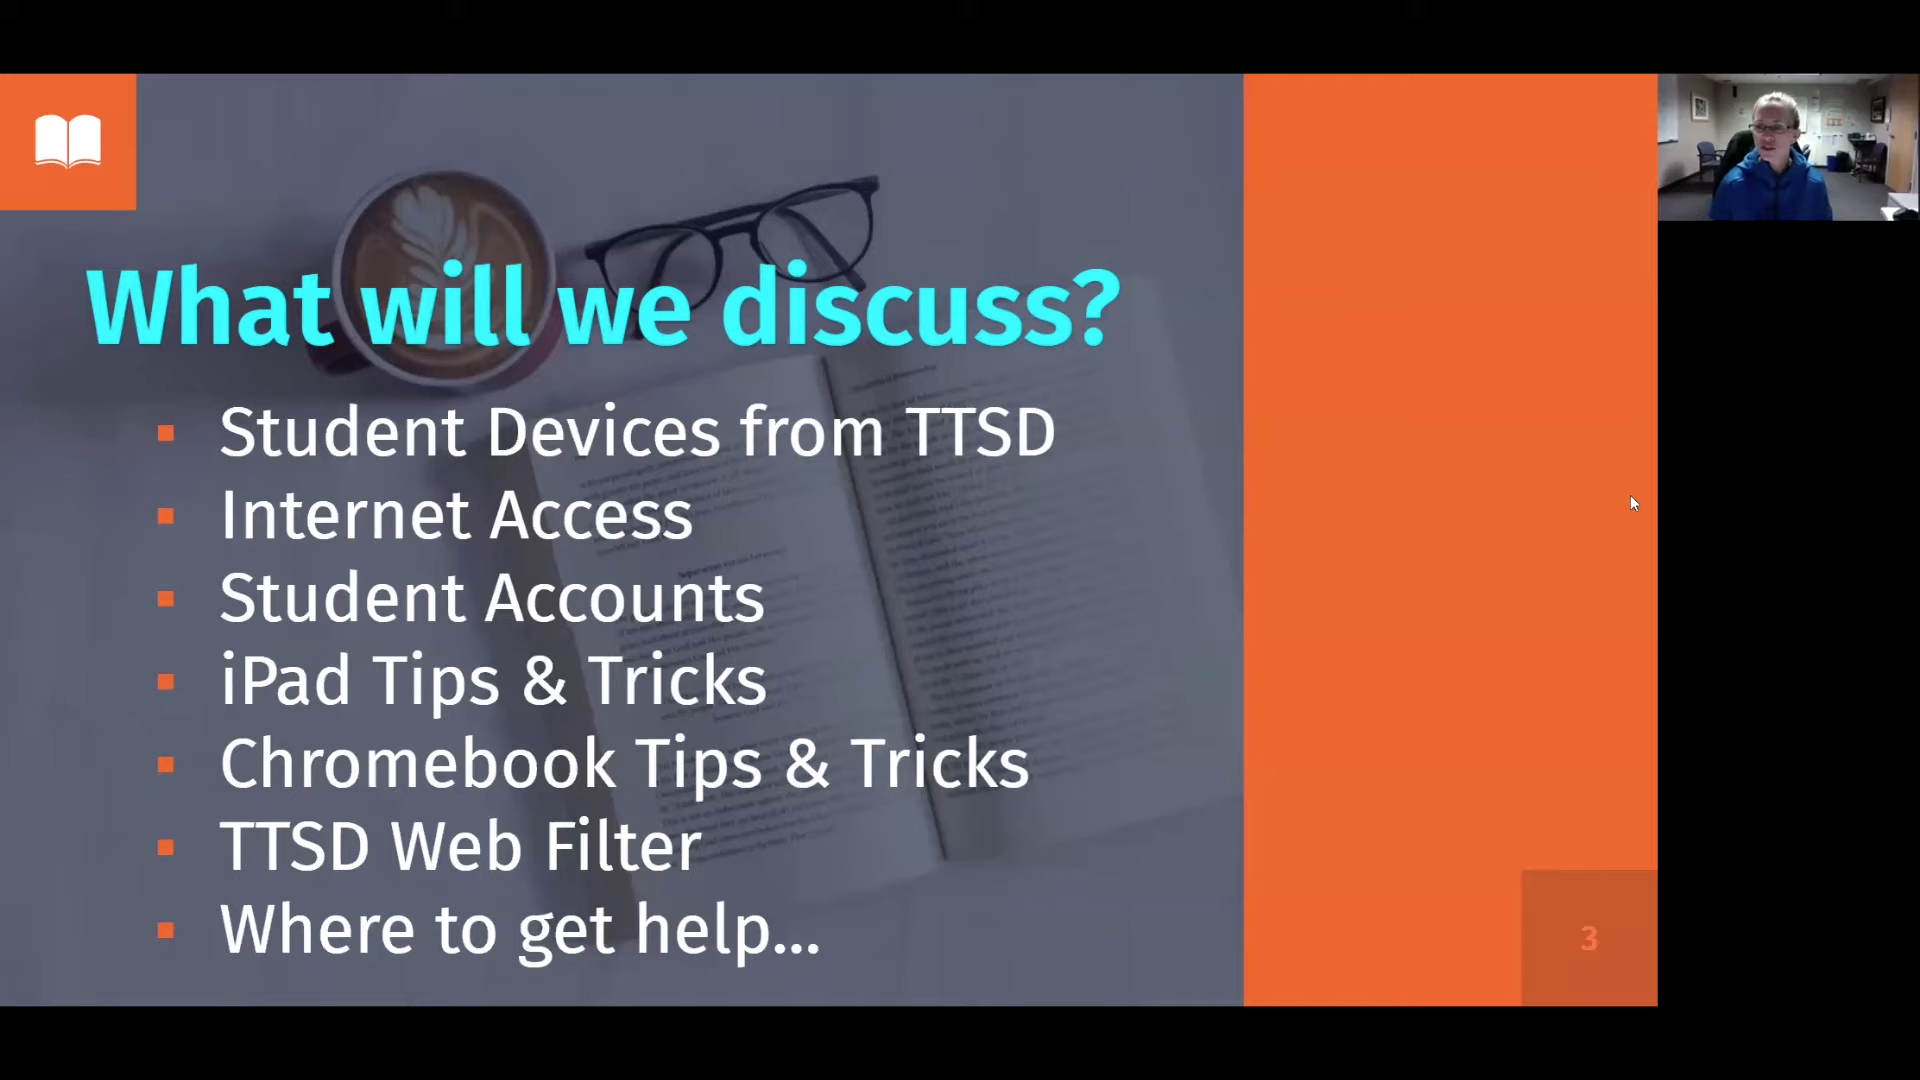 What will we discuss?
Student Devices from TTSD
Internet Access
Student Accounts
iPad Tips & Tricks
Chromebook Tips & Tricks
TTSD Web Filter
Where to get help...
3